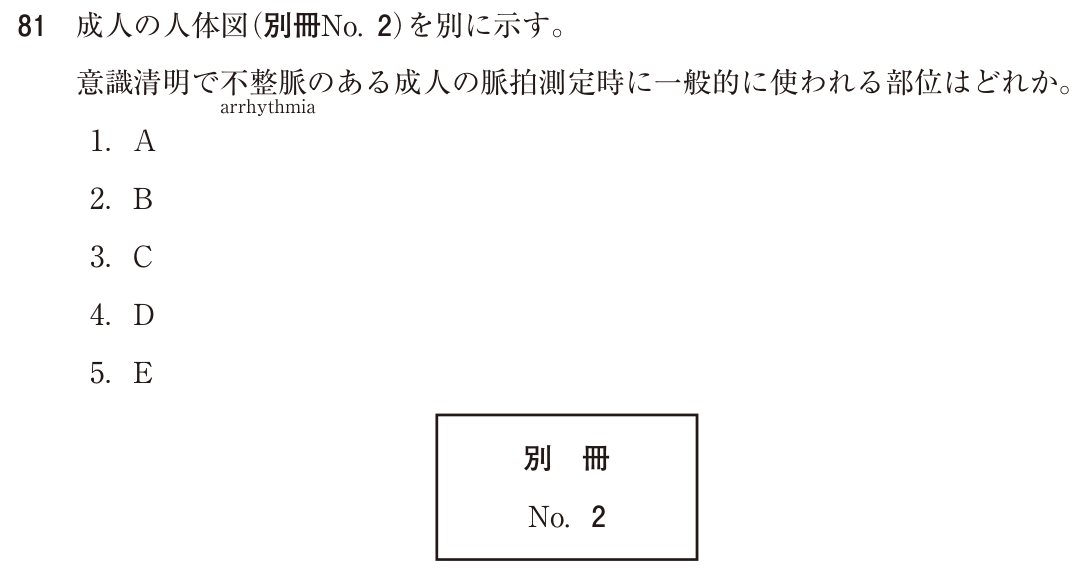 81 成人の人体図(別冊No. 2)を別に示す。
意識清明で不整脈のある成人の脈拍測定時に一般的に使われる部位はどれか。
arrhythmia
1. A
2. B
3. C
4. D
5. E
別 冊
No. 2